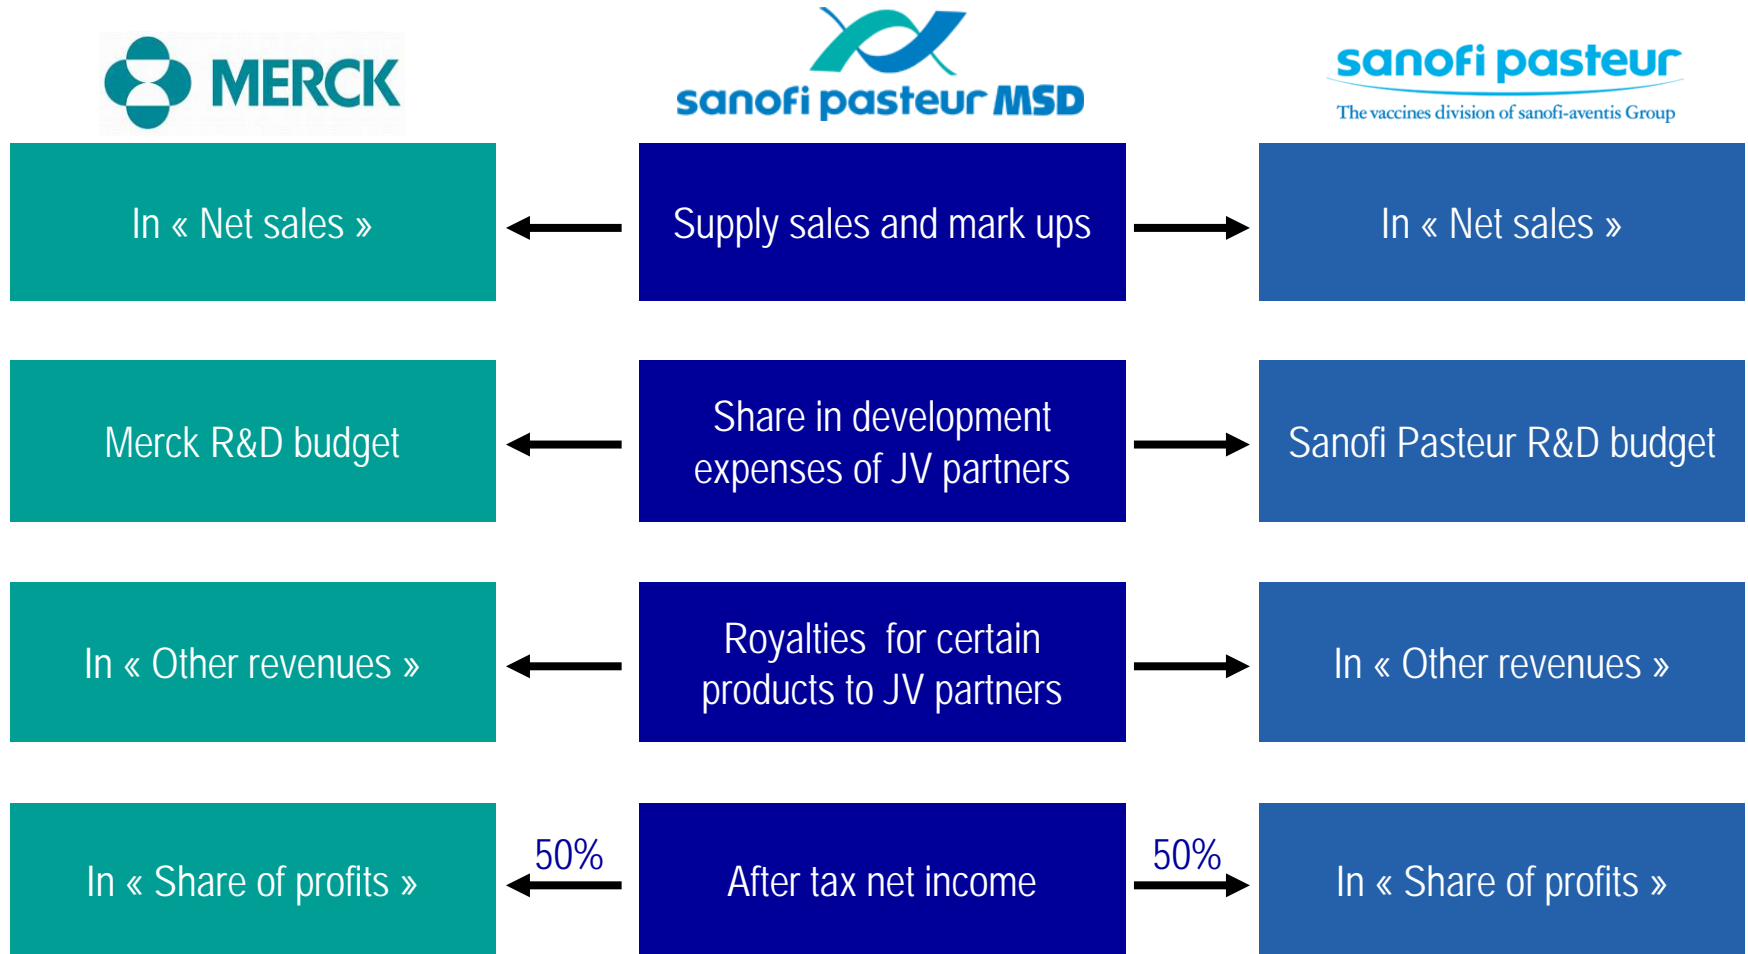 MERCK
sanofi pasteur MSD
sanofi pasteur
The vaccines division of sanofi-aventis Group
In « Net sales »
Supply sales and mark ups
In « Net sales »
Merck R&D budget
Share in development
expenses of JV partners
Sanofi Pasteur R&D budget
In « Other revenues »
Royalties for certain
products to JV partners
In « Other revenues »
In « Share of profits »
50%
After tax net income
50%
In « Share of profits »